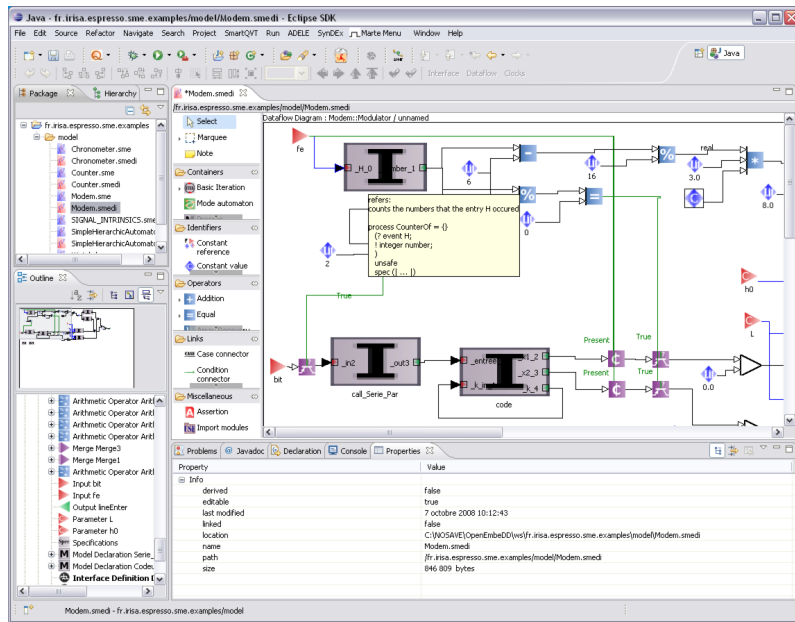 Java - fr.irisa.espresso.sme.examples/model/Modem.smedi - Eclipse SDK
File Edit Source Refactor Navigate Search Project SmartQVT Run ADELE SynDEx Marte Menu Window Help
Java
Interface Dataflow Clocks
Package Hierarchy
fr.irisa.espresso.sme.examples
model
Chronometer.sme
Chronometer.smedi
Counter.sme
Counter.smedi
Modem.sme
Modem.smedi
SIGNAL_INTRINSICS.sme
SimpleHierarchicAutomato
SimpleHierarchicAutomato
Outline
Arithmetic Operator Arit
Arithmetic Operator Arit
Arithmetic Operator Arit
Arithmetic Operator Arit
Merge Merge3
Merge Merge1
Arithmetic Operator Arit
Input bit
Input fe
Output lineEnter
Parameter L
Parameter h0
Specifications
Model Declaration Serie_
Model Declaration Codeu
Interface Definition
*Modem.smedi
/fr.irisa.espresso.sme.examples/model/Modem.smedi
Select
Marquee
Note
Containers
Basic Iteration
Mode automaton
Identifiers
Constant reference
Constant value
Operators
Addition
Equal
Links
Case connector
Condition connector
Miscellaneous
Assertion
Import modules
Dataflow Diagram : Modem::Modulator / unnamed
fe
_H_0
mber_1
6
16
real
3.0
8.0
0
2
refers:
counts the numbers that the entry H occured
process CounterOf = {}
(? event H;
! integer number;
)
unsafe
spec (| ... |)
True
h0
L
bit
_in2
_out3
call_Serie_Par
_entree
_x1_2
_x2_3
_k_4
code
Present
True
Present
True
0.0
Problems Javadoc Declaration Console Properties
Property Value
Info
derived false
editable true
last modified 7 octobre 2008 10:12:43
linked false
location C:\NOSAVE\OpenEmbeDD\ws\fr.irisa.espresso.sme.examples\model\Modem.smedi
name Modem.smedi
path /fr.irisa.espresso.sme.examples/model/Modem.smedi
size 846 809 bytes
Modem.smedi - fr.irisa.espresso.sme.examples/model